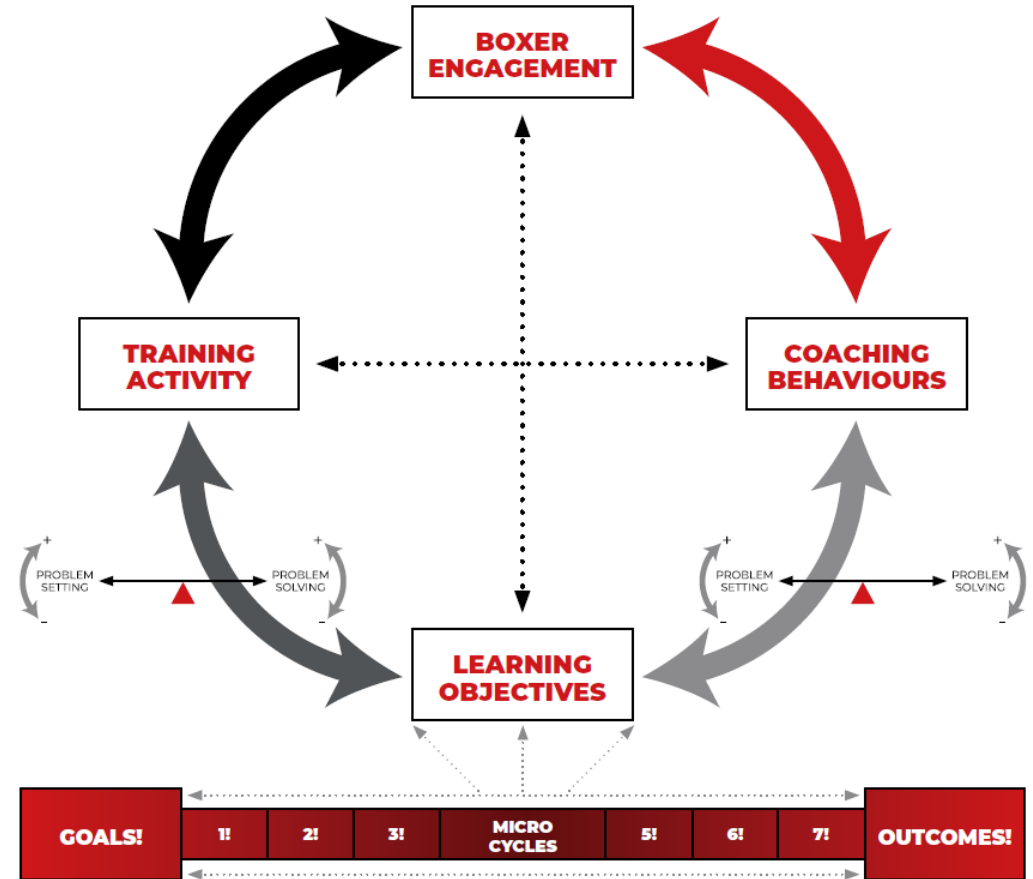 BOXER
ENGAGEMENT
TRAINING
ACTIVITY
COACHING
BEHAVIOURS
+
+
+
+
PROBLEM
SETTING
PROBLEM
SOLVING
PROBLEM
SETTING
PROBLEM
SOLVING
-
-
-
-
LEARNING
OBJECTIVES
GOALS!
1!
2!
3!
MICRO
CYCLES
5!
6!
7!
OUTCOMES!